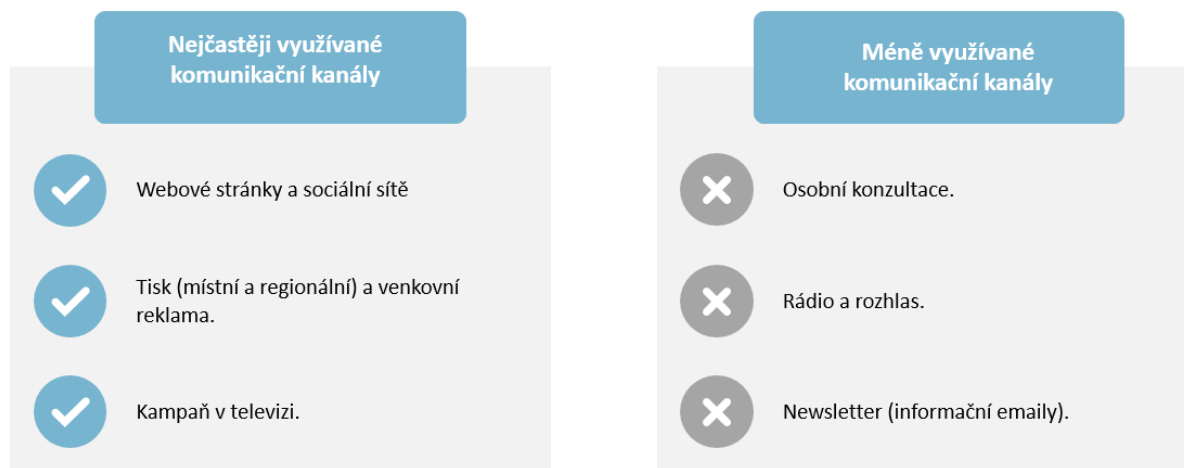 Nejčastěji využívané
komunikační kanály
Webové stránky a sociální sítě
Tisk (místní a regionální) a venkovní
reklama.
Kampaň v televizi.
Méně využívané
komunikační kanály
Osobní konzultace.
Rádio a rozhlas.
Newsletter (informační emaily).